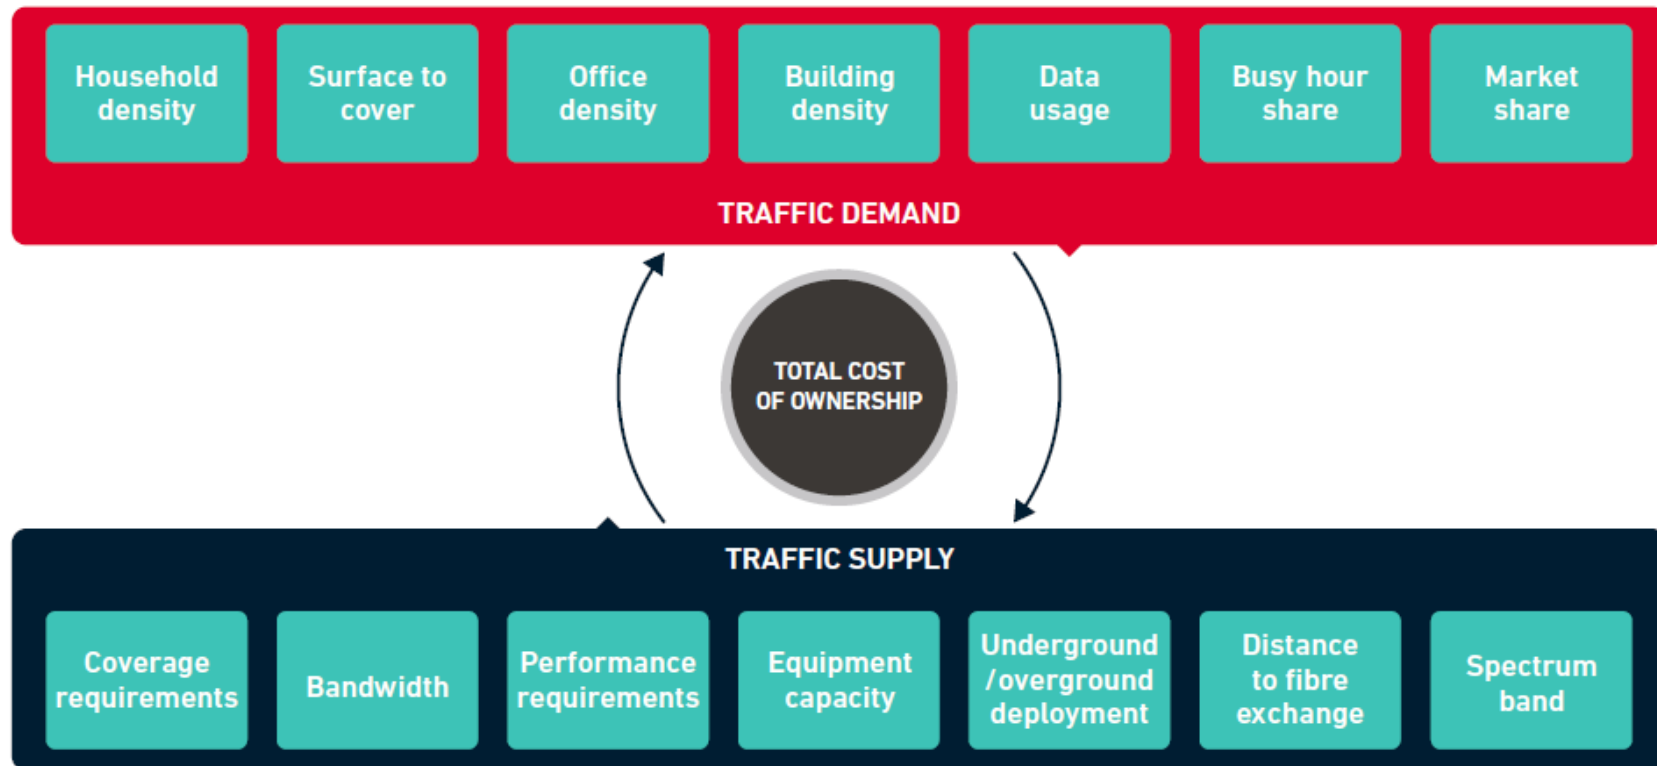 Household
density
Surface to
cover
Office
density
Building
density
Data
usage
Busy hour
share
Market
share
TRAFFIC DEMAND
TOTAL COST
OF OWNERSHIP
TRAFFIC SUPPLY
Coverage
requirements
Bandwidth
Performance
requirements
Equipment
capacity
Underground
/overground
deployment
Distance
to fibre
exchange
Spectrum
band